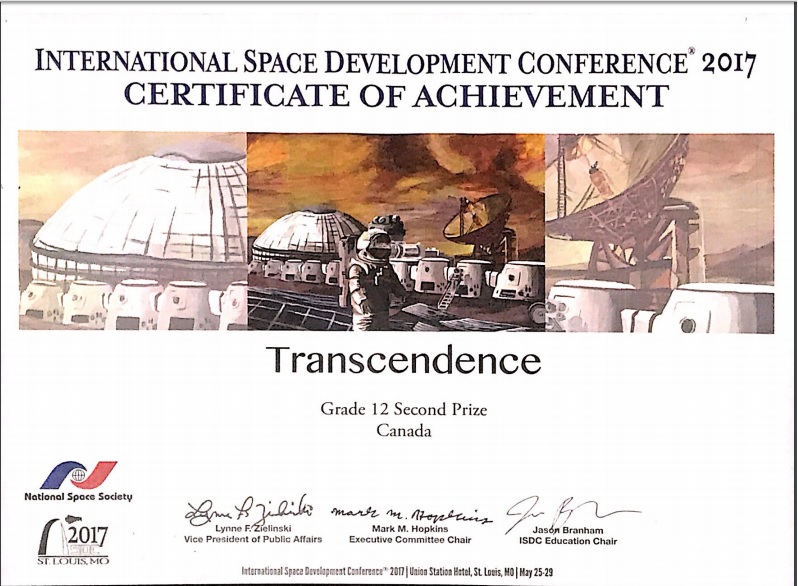 INTERNATIONAL SPACE DEVELOPMENT CONFERENCE® 2017
CERTIFICATE OF ACHIEVEMENT
Transcendence
Grade 12 Second Prize
Canada
National Space Society
2017
ISDC
ST. LOUIS, MO
Lynne F. Zielinski
Mark M. Hopkins
Lynne F. Zielinski
Vice President of Public Affairs
Mark M. Hopkins
Executive Committee Chair
Jason Branham
ISDC Education Chair
International Space Development Conference℠ 2017 | Union Station Hotel, St. Louis, MO | May 25-29